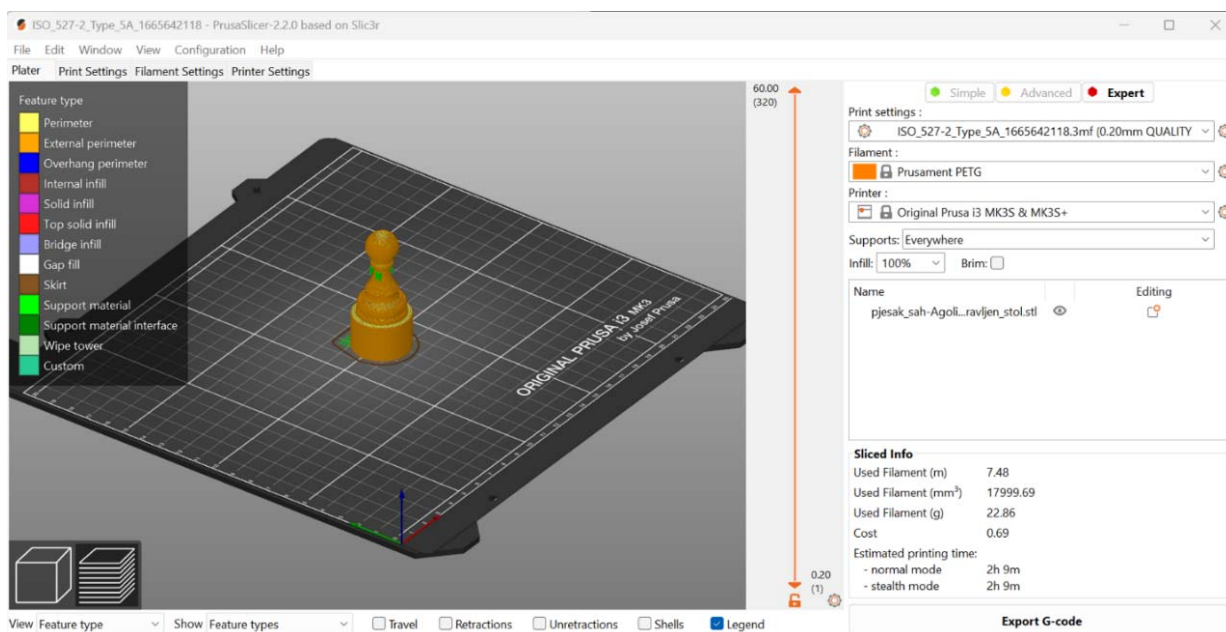 ISO_527-2_Type_5A_1665642118 - PrusaSlicer-2.2.0 based on Slic3r
File Edit Window View Configuration Help
Plater Print Settings Filament Settings Printer Settings
Feature type
Perimeter
External perimeter
Overhang perimeter
Internal infill
Solid infill
Top solid infill
Bridge infill
Gap fill
Skirt
Support material
Support material interface
Wipe tower
Custom
ORIGINAL PRUSA i3 MK3
by Josef Prusa
60.00
(320)
0.20
(1)
Simple Advanced Expert
Print settings :
ISO_527-2_Type_5A_1665642118.3mf (0.20mm QUALITY
Filament :
Prusament PETG
Printer :
Original Prusa i3 MK3S & MK3S+
Supports: Everywhere
Infill: 100% Brim:
Name Editing
pjesak_sah-Agoli...ravljen_stol.stl
Sliced Info
Used Filament (m) 7.48
Used Filament (mm³) 17999.69
Used Filament (g) 22.86
Cost 0.69
Estimated printing time:
- normal mode 2h 9m
- stealth mode 2h 9m
Export G-code
View Feature type Show Feature types Travel Retractions Unretractions Shells Legend